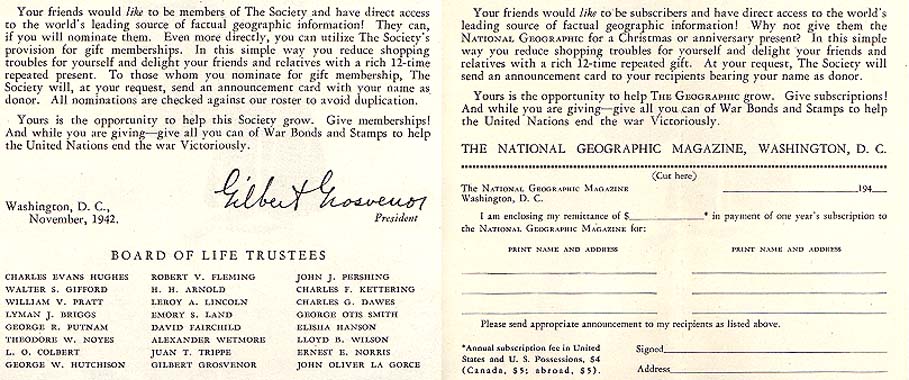 Your friends would like to be members of The Society and have direct access
to the world's leading source of factual geographic information! They can,
if you will nominate them. Even more directly, you can utilize The Society's
provision for gift memberships. In this simple way you reduce shopping
troubles for yourself and delight your friends and relatives with a rich 12-time
repeated present. To those whom you nominate for gift membership, The
Society will, at your request, send an announcement card with your name as
donor. All nominations are checked against our roster to avoid duplication.
Yours is the opportunity to help this Society grow. Give memberships!
And while you are giving—give all you can of War Bonds and Stamps to help
the United Nations end the war Victoriously.
Gilbert Grosvenor
Washington, D. C.,
November, 1942.
President
BOARD OF LIFE TRUSTEES
CHARLES EVANS HUGHES ROBERT V. FLEMING JOHN J. PERSHING
WALTER S. GIFFORD H. H. ARNOLD CHARLES F. KETTERING
WILLIAM V. PRATT LEROY A. LINCOLN CHARLES G. DAWES
LYMAN J. BRIGGS EMORY S. LAND GEORGE OTIS SMITH
GEORGE R. PUTNAM DAVID FAIRCHILD ELISHA HANSON
THEODORE W. NOYES ALEXANDER WETMORE LLOYD B. WILSON
L. O. COLBERT JUAN T. TRIPPE ERNEST E. NORRIS
GEORGE W. HUTCHISON GILBERT GROSVENOR JOHN OLIVER LA GORCE
Your friends would like to be subscribers and have direct access to the world's
leading source of factual geographic information! Why not give them the
NATIONAL GEOGRAPHIC for a Christmas or anniversary present? In this simple
way you reduce shopping troubles for yourself and delight your friends and
relatives with a rich 12-time repeated gift. At your request, The Society will
send an announcement card to your recipients bearing your name as donor.
Yours is the opportunity to help THE GEOGRAPHIC grow. Give subscriptions!
And while you are giving—give all you can of War Bonds and Stamps to help
the United Nations end the war Victoriously.
THE NATIONAL GEOGRAPHIC MAGAZINE, WASHINGTON, D. C.
(Cut here)
The NATIONAL GEOGRAPHIC MAGAZINE ____194__
Washington, D. C.
I am enclosing my remittance of $____* in payment of one year's subscription to
the NATIONAL GEOGRAPHIC MAGAZINE for:
PRINT NAME AND ADDRESS PRINT NAME AND ADDRESS
Please send appropriate announcement to my recipients as listed above.
*Annual subscription fee in United
States and U. S. Possessions, $4
(Canada, $5; abroad, $5).
Signed____
Address____